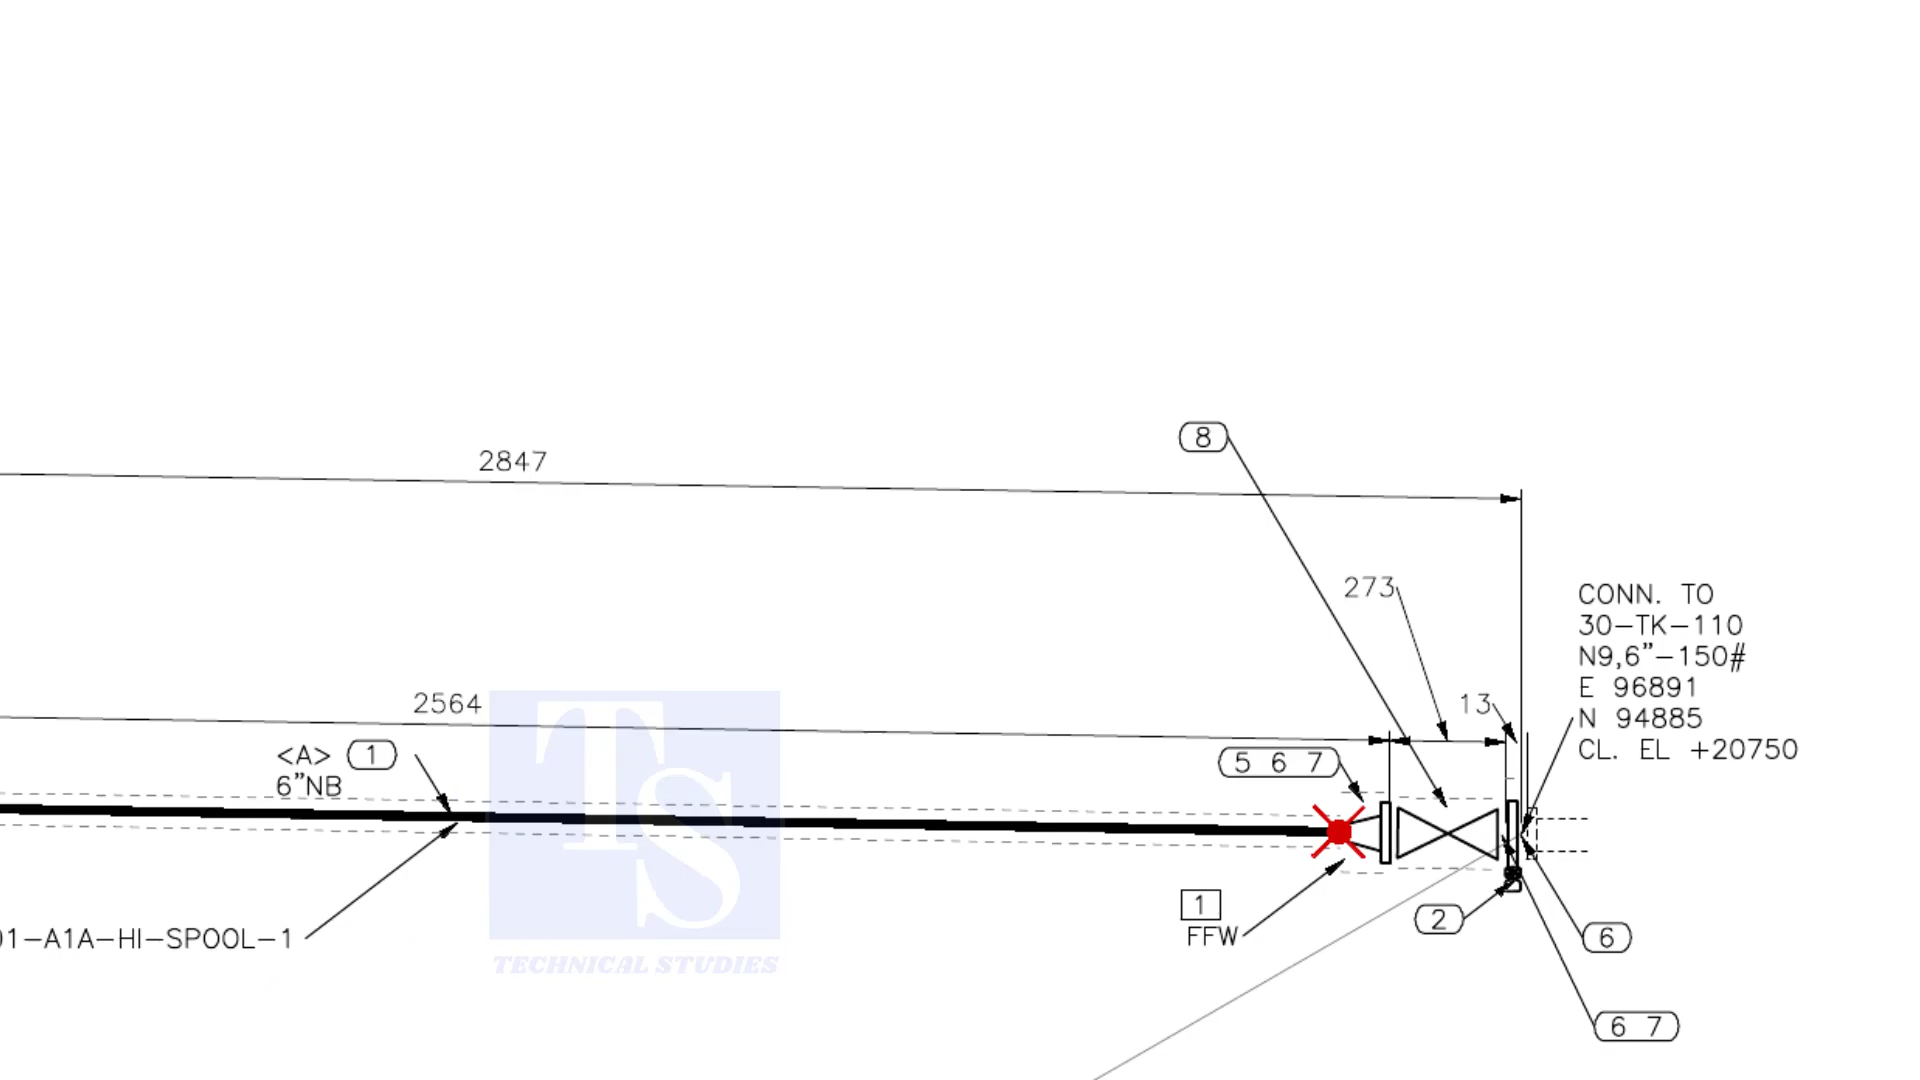 8
2847
273
CONN. TO
30-TK-110
N9,6"-150#
E 96891
N 94885
CL. EL +20750
13
2564
<A> 1
6"NB
5 6 7
TS
TECHNICAL STUDIES
1
FFW
2
6
01-A1A-HI-SPOOL-1
6 7